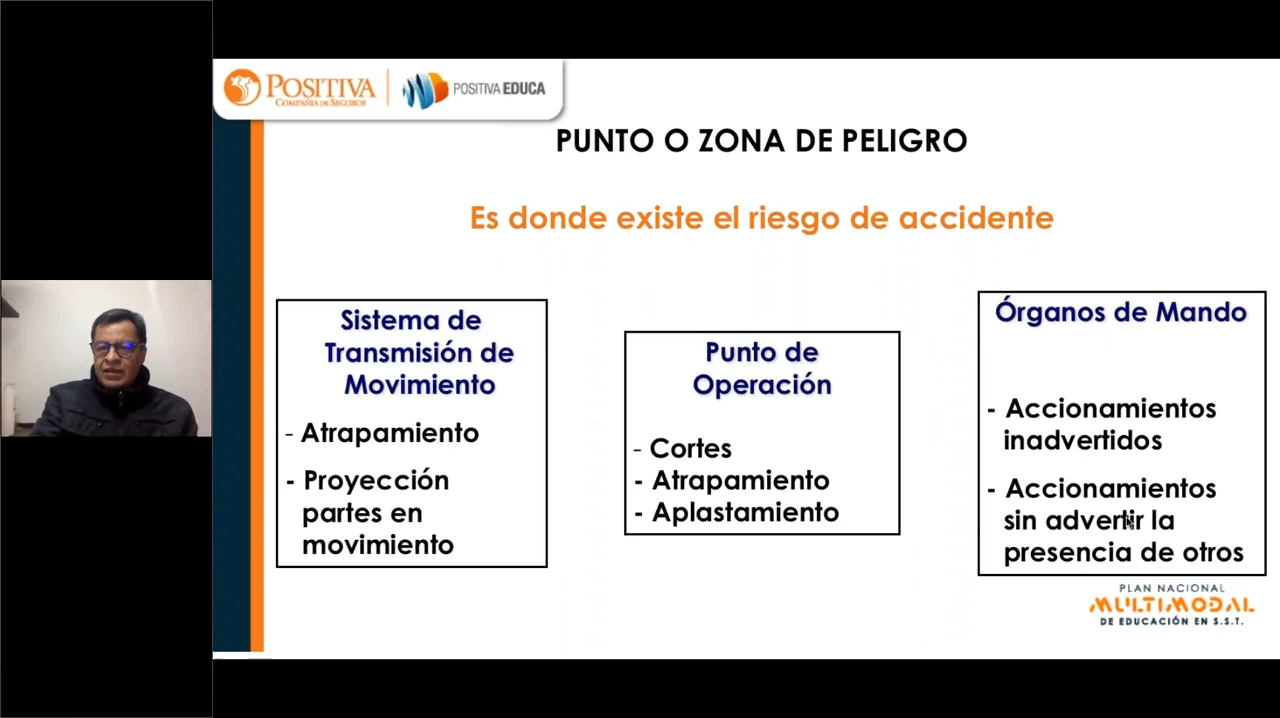 POSITIVA
COMPAÑÍA DE SEGUROS
POSITIVA EDUCA
PUNTO O ZONA DE PELIGRO
Es donde existe el riesgo de accidente
Sistema de
Transmisión de
Movimiento
- Atrapamiento
- Proyección
partes en
movimiento
Punto de
Operación
- Cortes
- Atrapamiento
- Aplastamiento
Órganos de Mando
- Accionamientos
inadvertidos
- Accionamientos
sin advertir la
presencia de otros
PLAN NACIONAL
MULTIMODAL
DE EDUCACIÓN EN S.S.T.